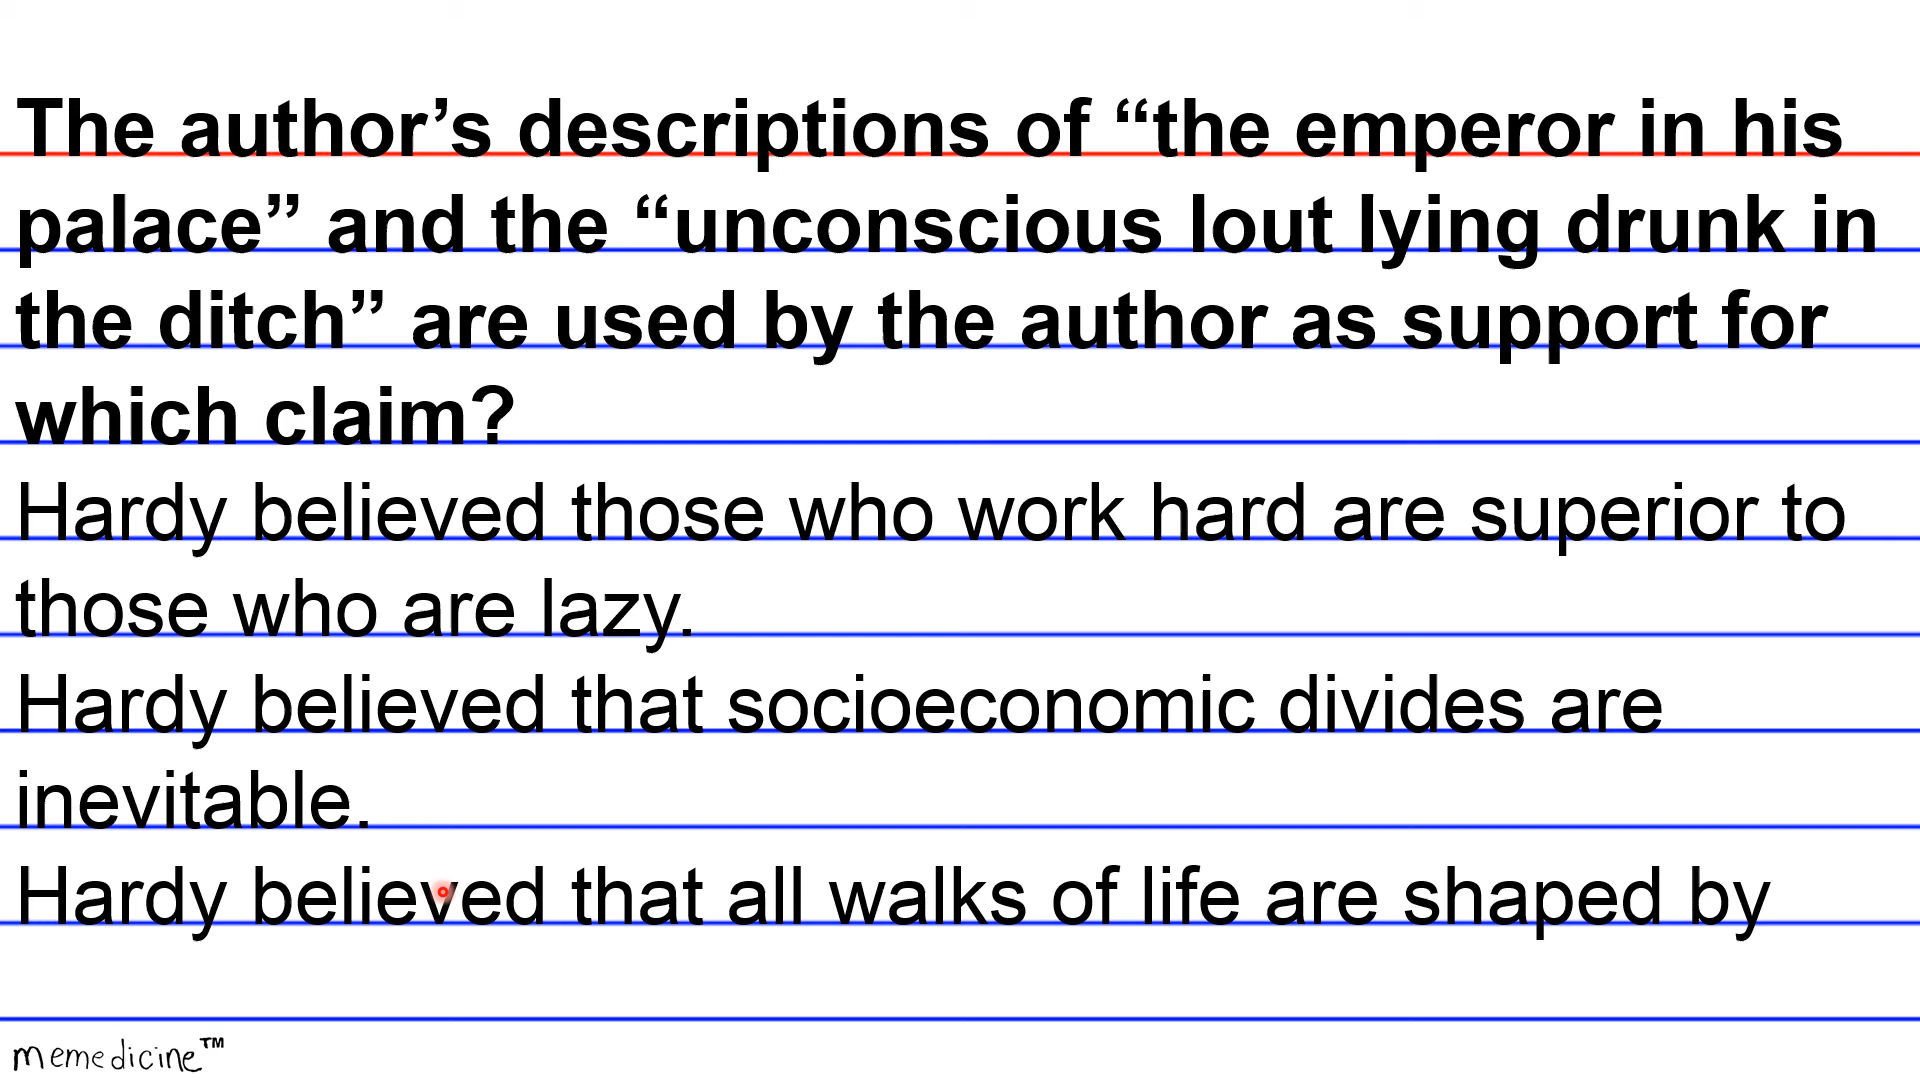 The author’s descriptions of “the emperor in his
palace” and the “unconscious lout lying drunk in
the ditch” are used by the author as support for
which claim?
Hardy believed those who work hard are superior to
those who are lazy.
Hardy believed that socioeconomic divides are
inevitable.
Hardy believed that all walks of life are shaped by
memedicine™